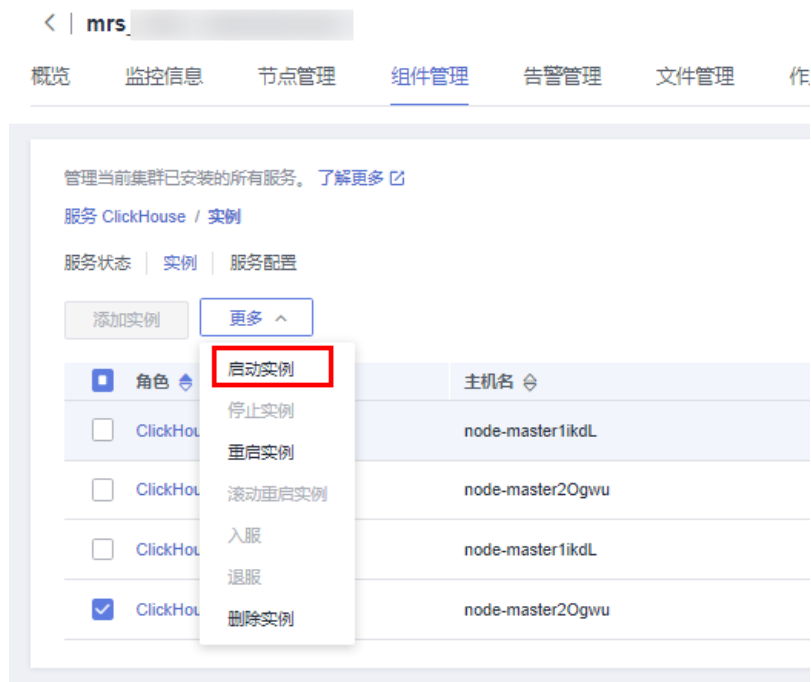 mrs_
概览 监控信息 节点管理 组件管理 告警管理 文件管理
管理当前集群已安装的所有服务。 了解更多
服务 ClickHouse / 实例
服务状态 实例 服务配置
添加实例 更多
启动实例
角色 主机名
停止实例
ClickHou node-master1ikdL
重启实例
ClickHou node-master2Ogwu
滚动重启实例
入服
ClickHou node-master1ikdL
退服
ClickHou node-master2Ogwu
删除实例